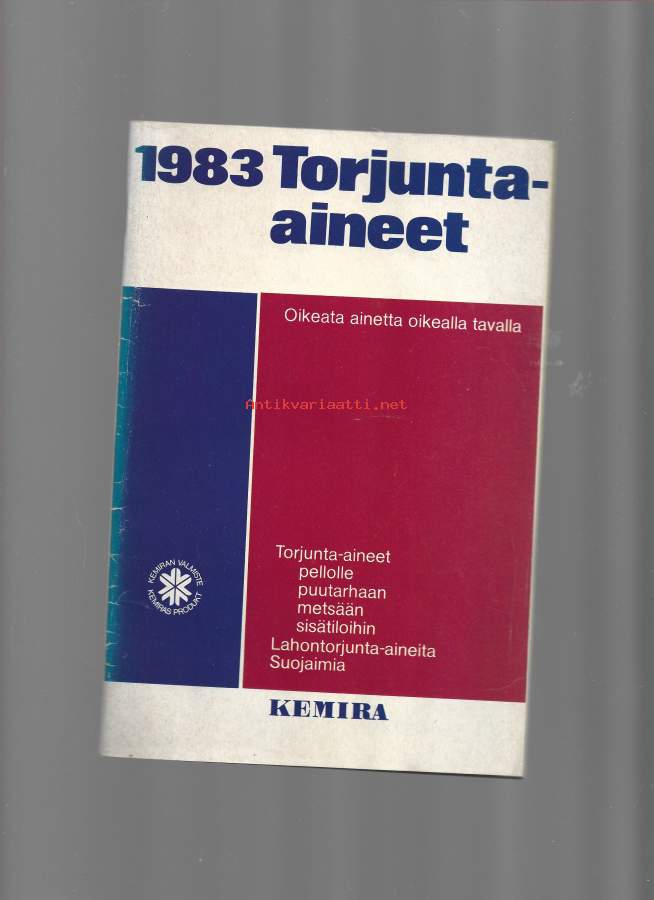 1983 Torjunta-
aineet
Oikeata ainetta oikealla tavalla
Antikvariaatti.net
Torjunta-aineet
pellolle
puutarhaan
metsään
sisätiloihin
Lahontorjunta-aineita
Suojaimia
KEMIRAN VALMISTE
KEMIRAS PRODUKT
KEMIRA